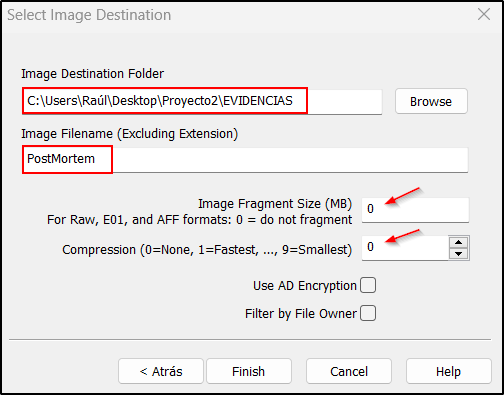 Select Image Destination
Image Destination Folder
C:\Users\Raúl\Desktop\Proyecto2\EVIDENCIAS
Browse
Image Filename (Excluding Extension)
PostMortem
Image Fragment Size (MB)
For Raw, E01, and AFF formats: 0 = do not fragment
0
Compression (0=None, 1=Fastest, ..., 9=Smallest)
0
Use AD Encryption
Filter by File Owner
< Atrás
Finish
Cancel
Help